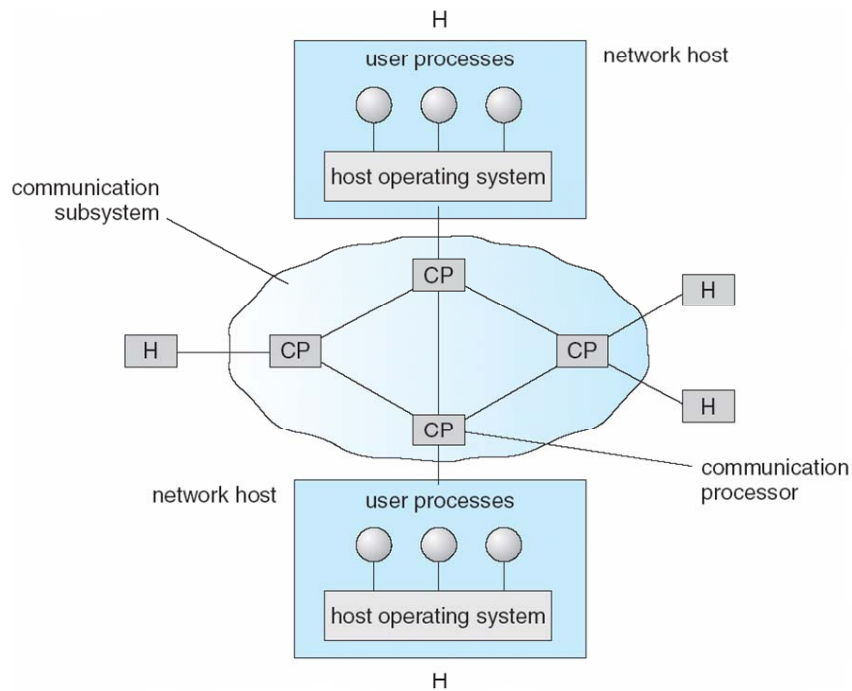 H
user processes
network host
host operating system
communication
subsystem
CP
H
H
CP
CP
H
CP
communication
processor
network host
user processes
host operating system
H